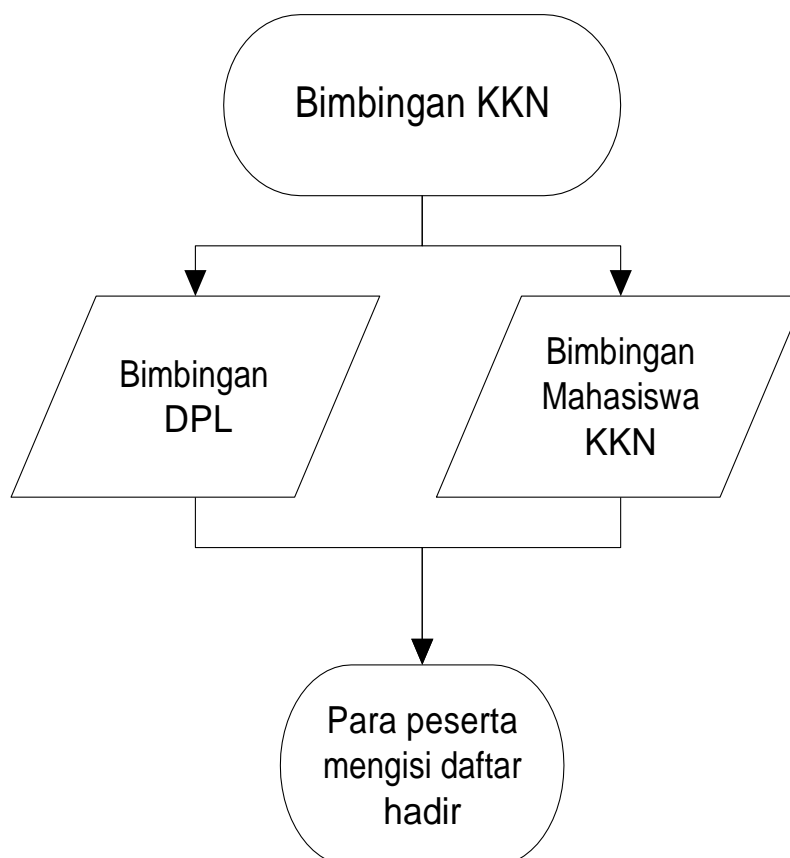 Bimbingan KKN
Bimbingan
DPL
Bimbingan
Mahasiswa
KKN
Para peserta
mengisi daftar
hadir